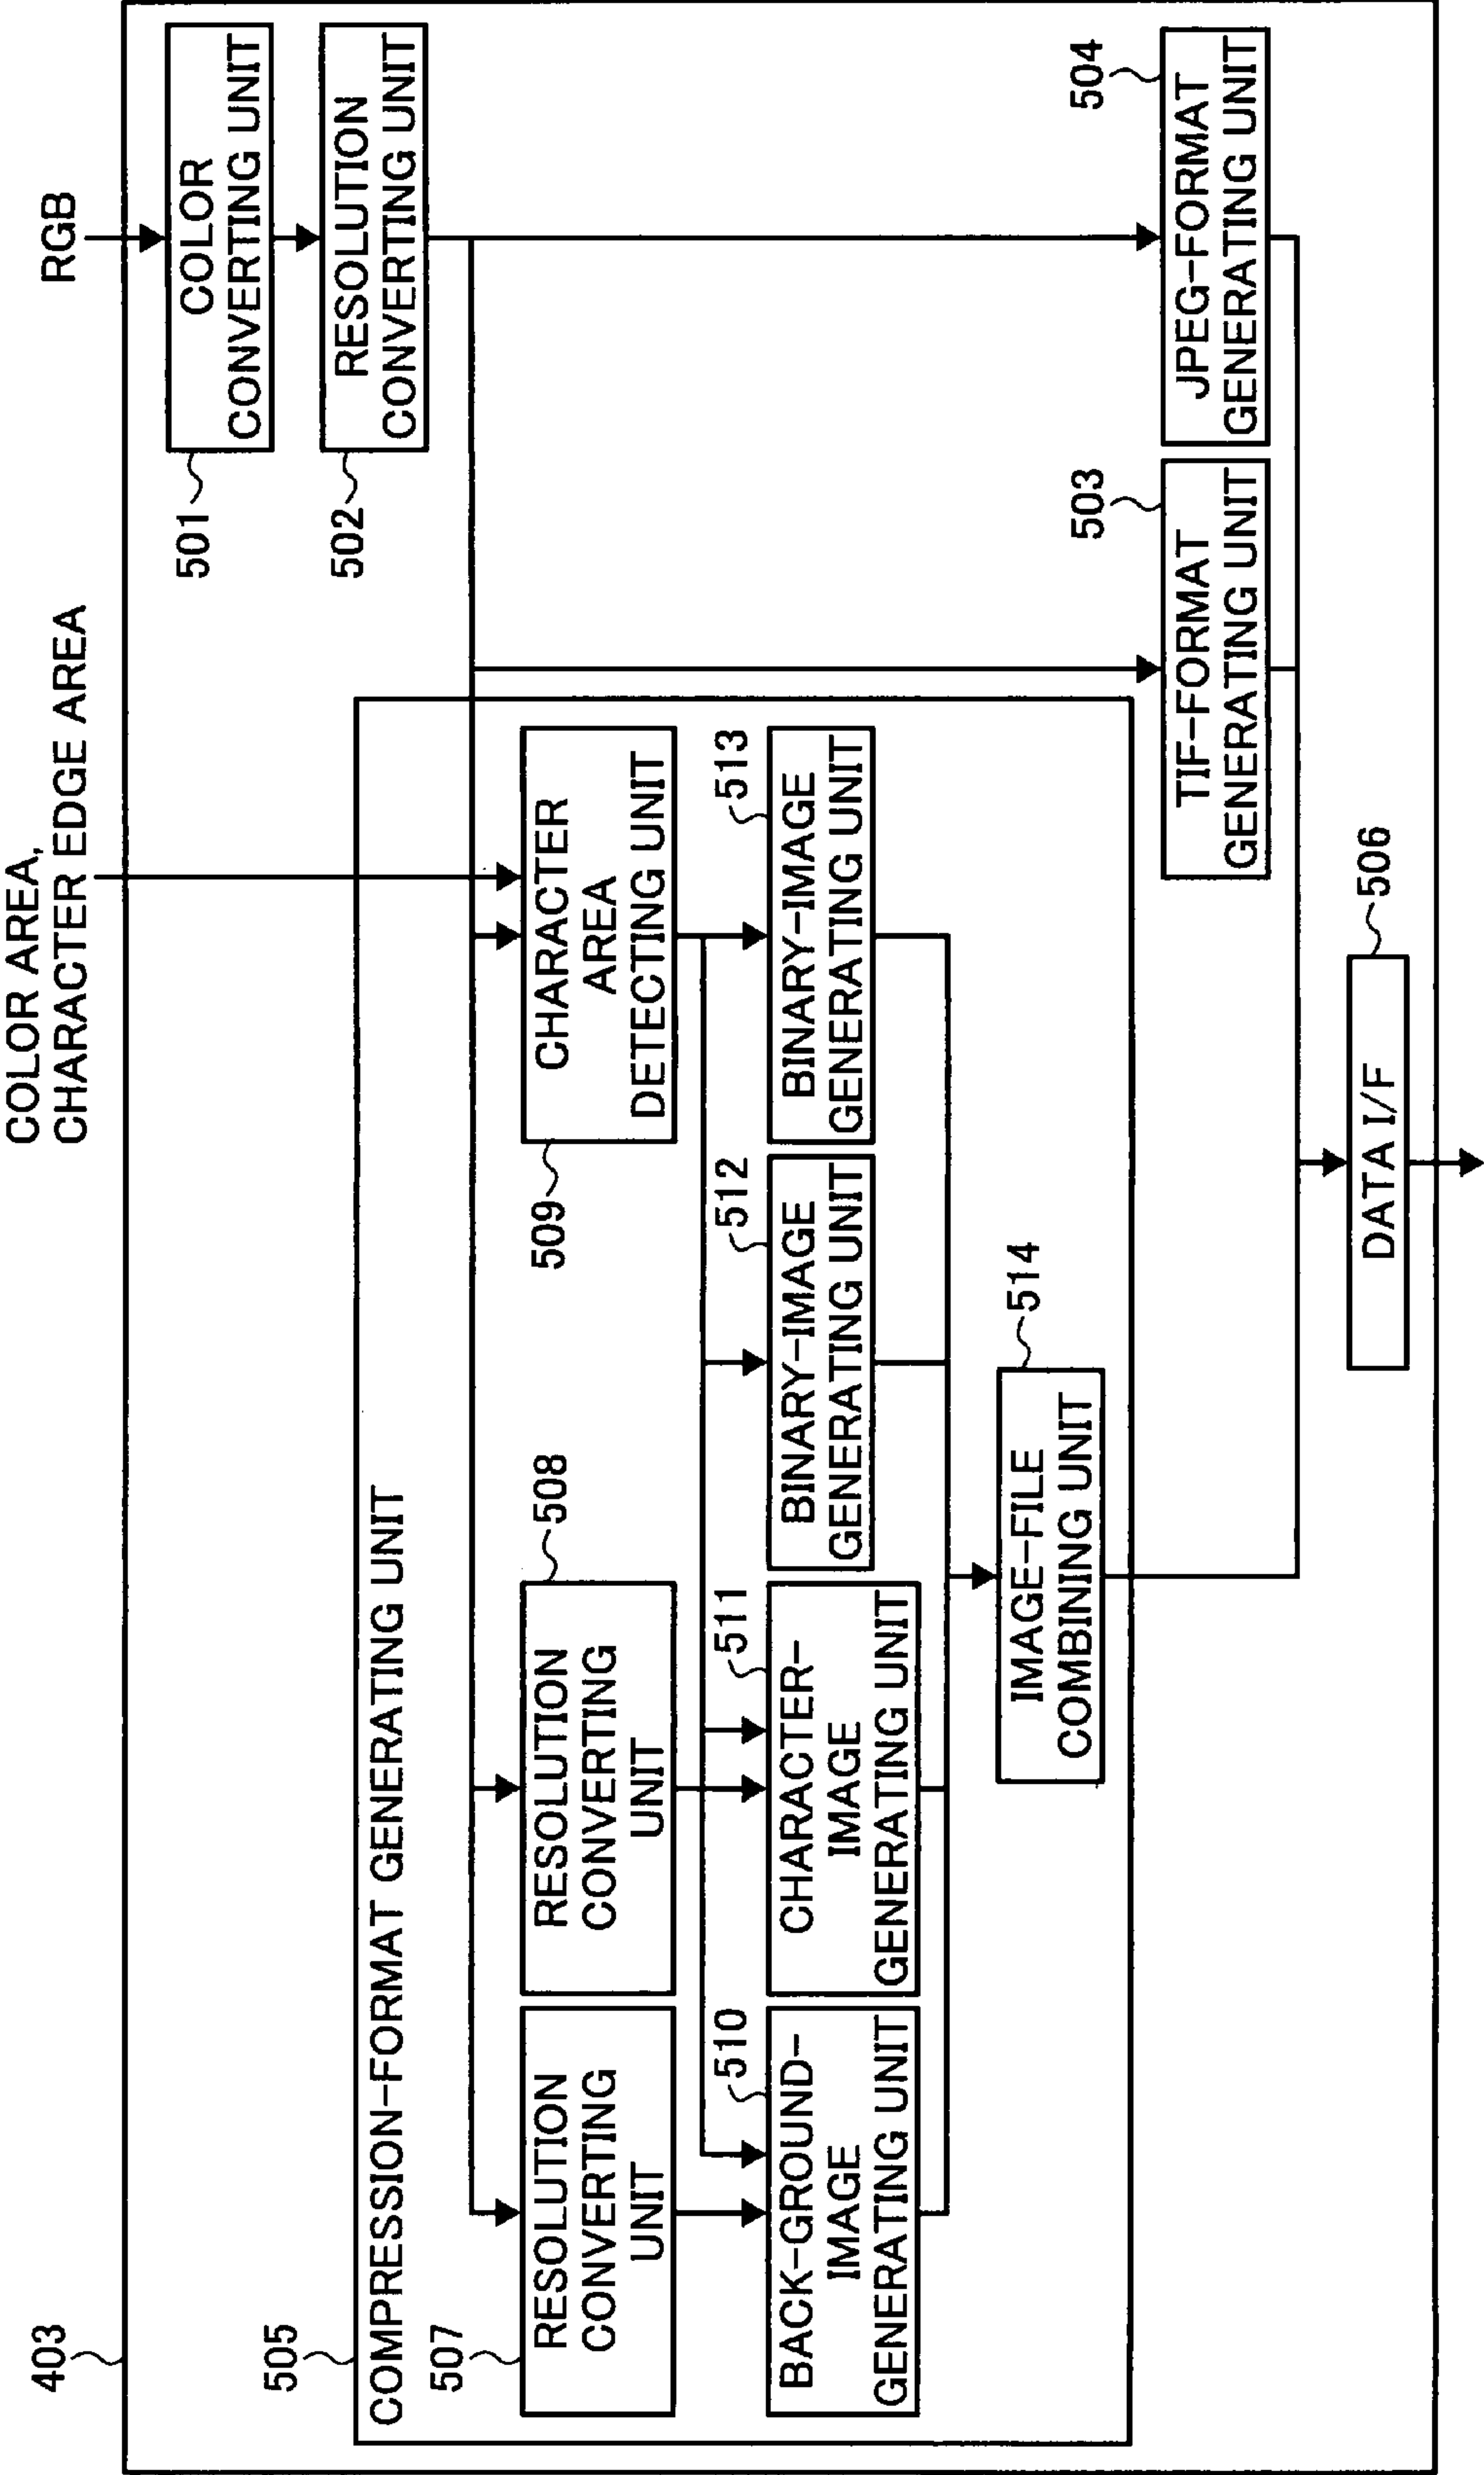 RGB
COLOR AREA,
CHARACTER EDGE AREA
403
501
COLOR
CONVERTING UNIT
502
RESOLUTION
CONVERTING UNIT
505
COMPRESSION-FORMAT GENERATING UNIT
507
RESOLUTION
CONVERTING
UNIT
508
RESOLUTION
CONVERTING
UNIT
509
CHARACTER
AREA
DETECTING UNIT
510
BACK-GROUND-
IMAGE
GENERATING UNIT
511
CHARACTER-
IMAGE
GENERATING UNIT
512
BINARY-IMAGE
GENERATING UNIT
513
BINARY-IMAGE
GENERATING UNIT
514
IMAGE-FILE
COMBINING UNIT
503
TIF-FORMAT
GENERATING UNIT
504
JPEG-FORMAT
GENERATING UNIT
506
DATA I/F